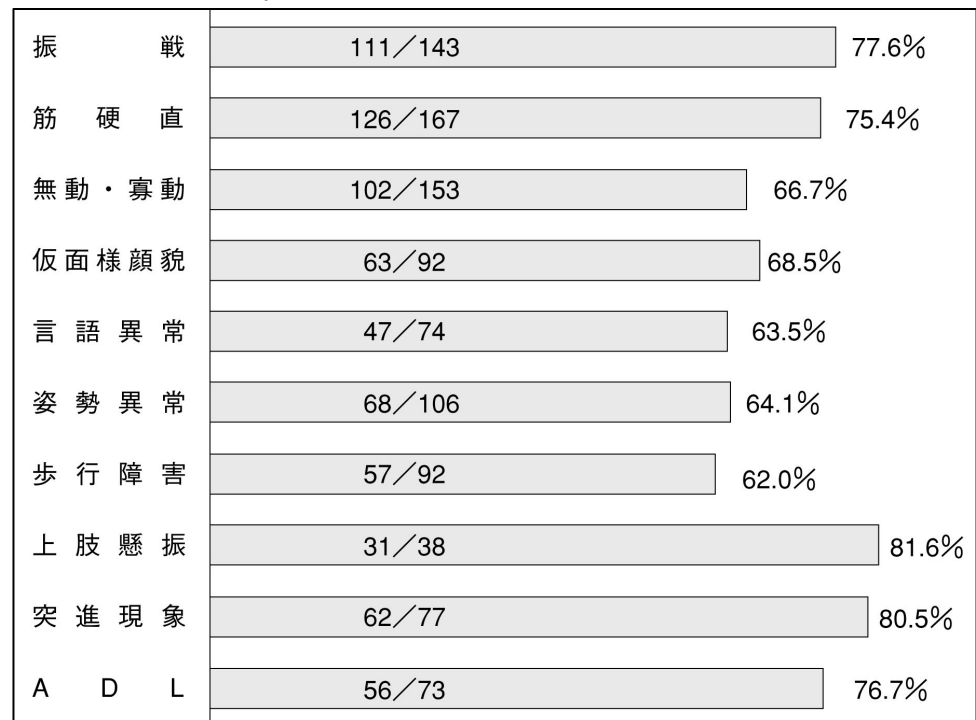 振戦 111／143 77.6％
筋硬直 126／167 75.4％
無動・寡動 102／153 66.7％
仮面様顔貌 63／92 68.5％
言語異常 47／74 63.5％
姿勢異常 68／106 64.1％
歩行障害 57／92 62.0％
上肢懸振 31／38 81.6％
突進現象 62／77 80.5％
ADL 56／73 76.7％